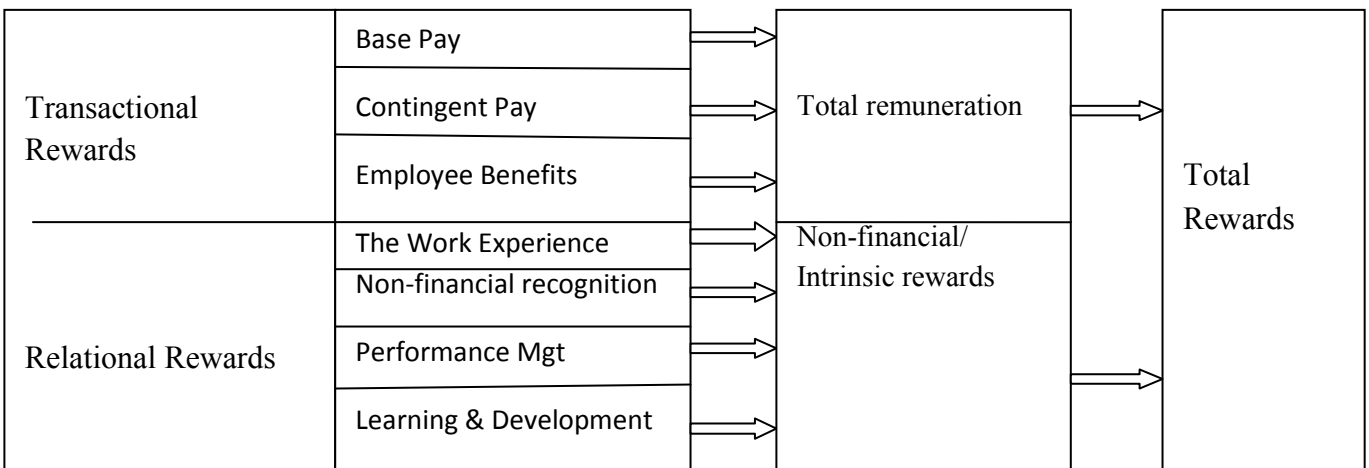 Transactional
Rewards
Base Pay
Contingent Pay
Employee Benefits
Total remuneration
Relational Rewards
The Work Experience
Non-financial recognition
Performance Mgt
Learning & Development
Non-financial/
Intrinsic rewards
Total
Rewards